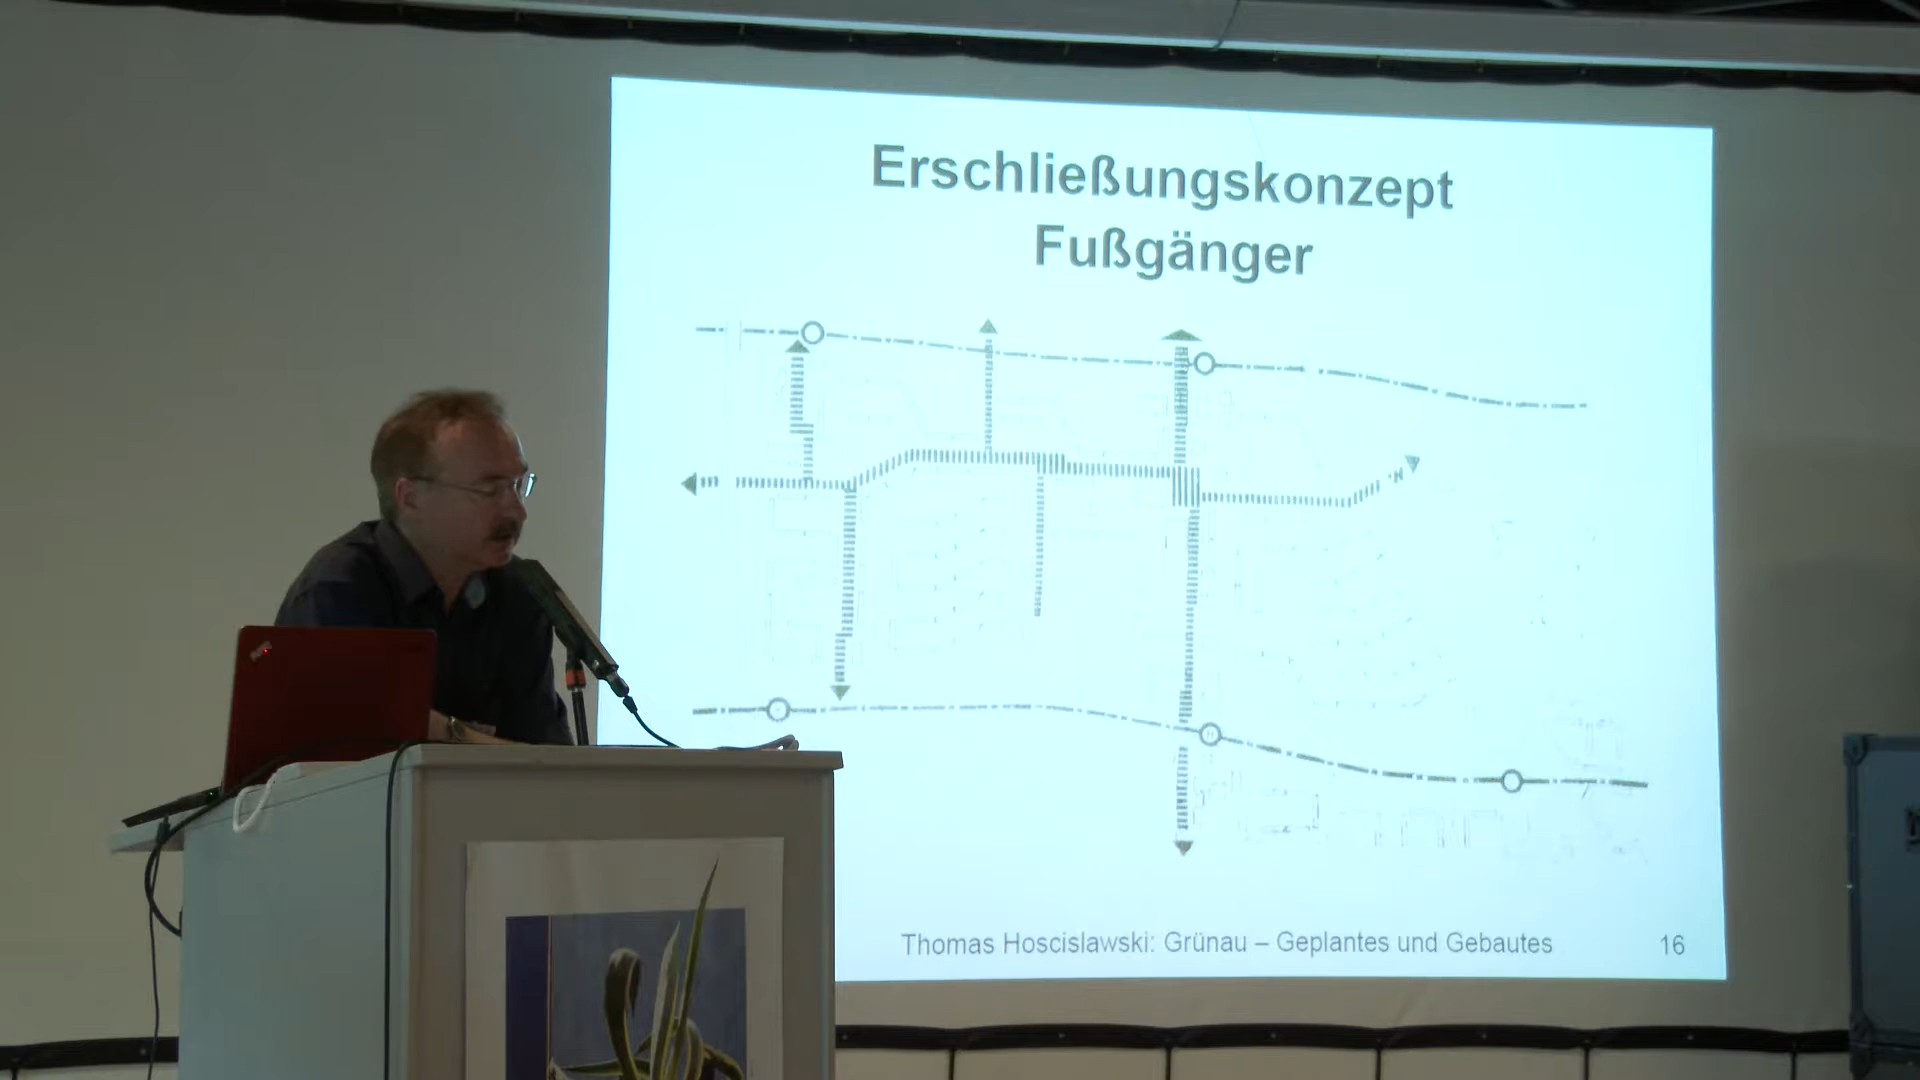 Erschließungskonzept
Fußgänger
Thomas Hoscislawski: Grünau – Geplantes und Gebautes
16